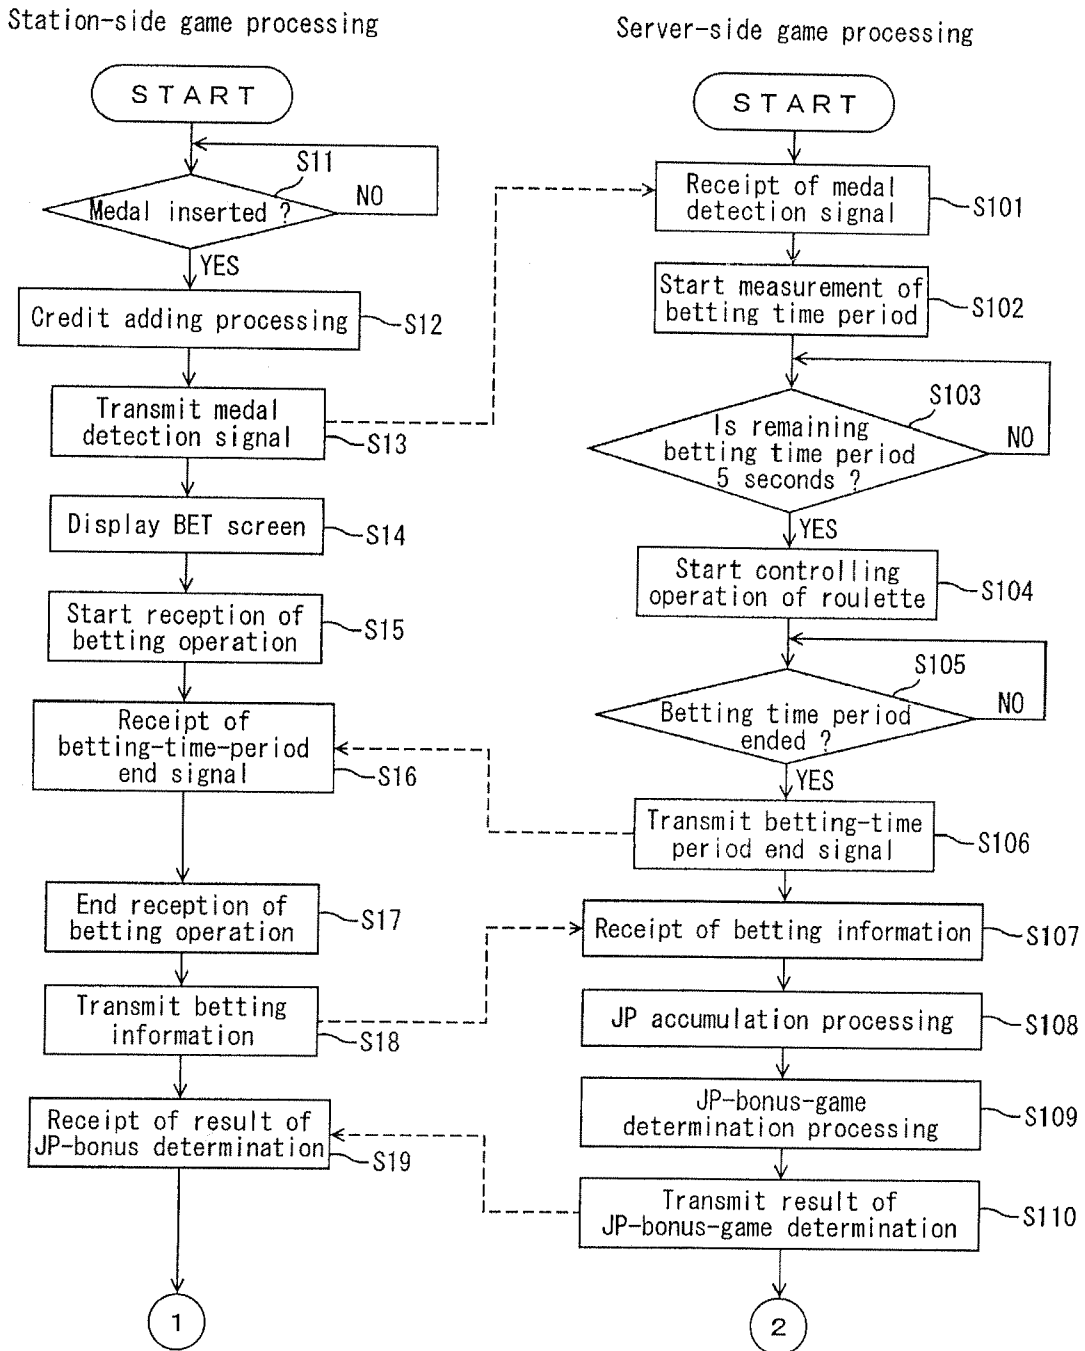 Station-side game processing
START
S11
Medal inserted ?
NO
YES
Credit adding processing
S12
Transmit medal
detection signal
S13
Display BET screen
S14
Start reception of
betting operation
S15
Receipt of
betting-time-period
end signal
S16
End reception of
betting operation
S17
Transmit betting
information
S18
Receipt of result of
JP-bonus determination
S19
1
Server-side game processing
START
Receipt of medal
detection signal
S101
Start measurement of
betting time period
S102
S103
Is remaining
betting time period
5 seconds ?
NO
YES
Start controlling
operation of roulette
S104
S105
Betting time period
ended ?
NO
YES
Transmit betting-time
period end signal
S106
Receipt of betting information
S107
JP accumulation processing
S108
JP-bonus-game
determination processing
S109
Transmit result of
JP-bonus-game determination
S110
2